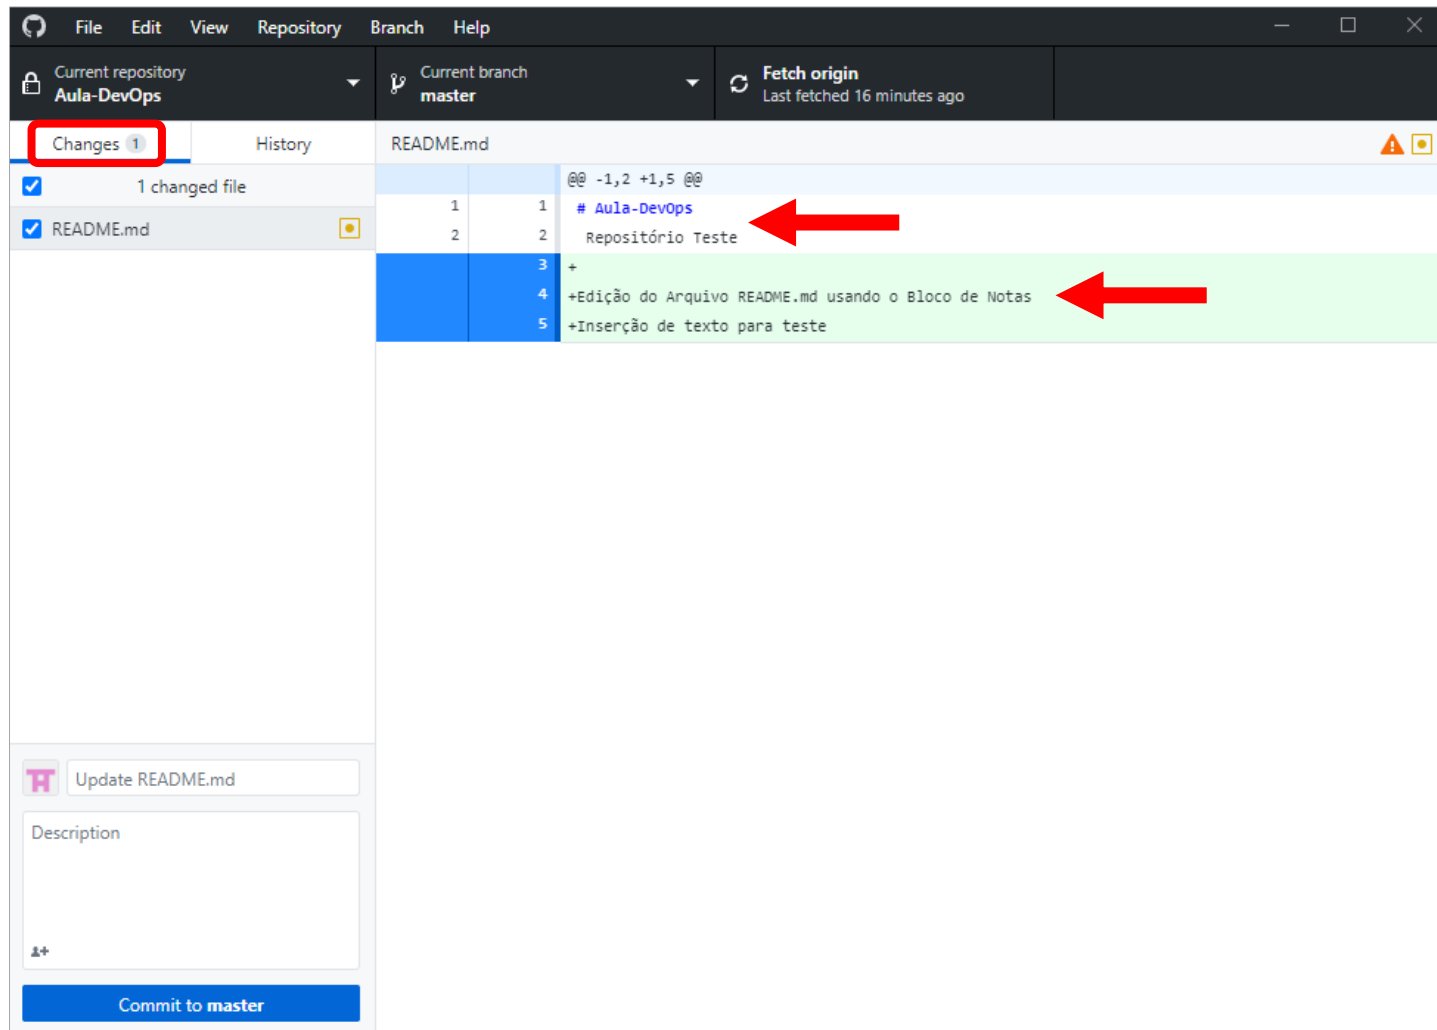 File Edit View Repository Branch Help
Current repository
Aula-DevOps
Current branch
master
Fetch origin
Last fetched 16 minutes ago
Changes 1
History
README.md
1 changed file
README.md
@@ -1,2 +1,5 @@
1 1 # Aula-DevOps
2 2 Repositório Teste
3 +
4 +Edição do Arquivo README.md usando o Bloco de Notas
5 +Inserção de texto para teste
Update README.md
Description
Commit to master